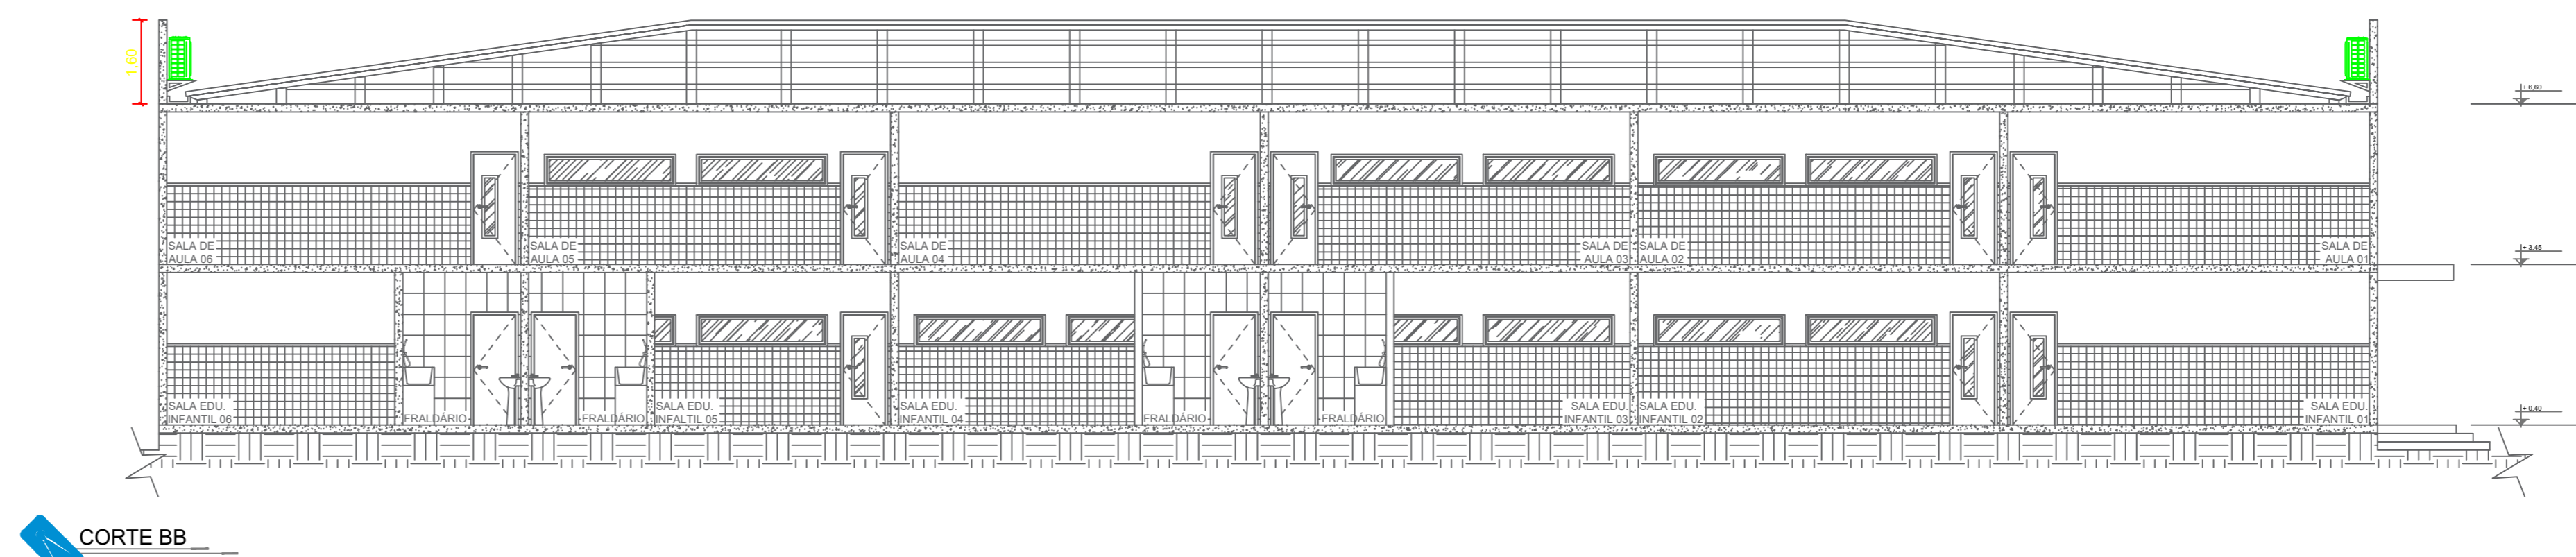 1,60
+ 6,60
SALA DE
AULA 06
SALA DE
AULA 05
SALA DE
AULA 04
SALA DE
AULA 03
SALA DE
AULA 02
SALA DE
AULA 01
+ 3.45
SALA EDU.
INFANTIL 06
FRALDÁRIO
FRALDÁRIO
SALA EDU.
INFALTIL 05
SALA EDU.
INFANTIL 04
FRALDÁRIO
FRALDÁRIO
SALA EDU.
INFANTIL 03
SALA EDU.
INFANTIL 02
SALA EDU.
INFANTIL 01
+ 0,40
CORTE BB